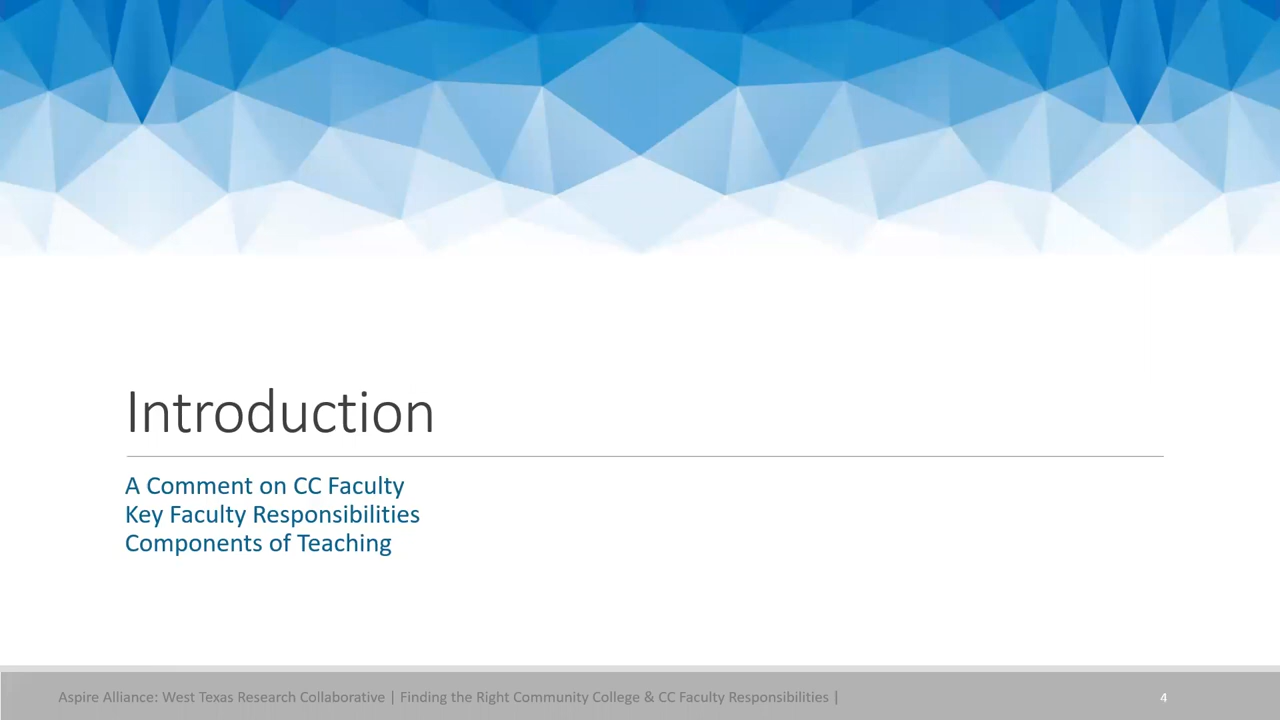 Introduction
A Comment on CC Faculty
Key Faculty Responsibilities
Components of Teaching
Aspire Alliance: West Texas Research Collaborative | Finding the Right Community College & CC Faculty Responsibilities |
4